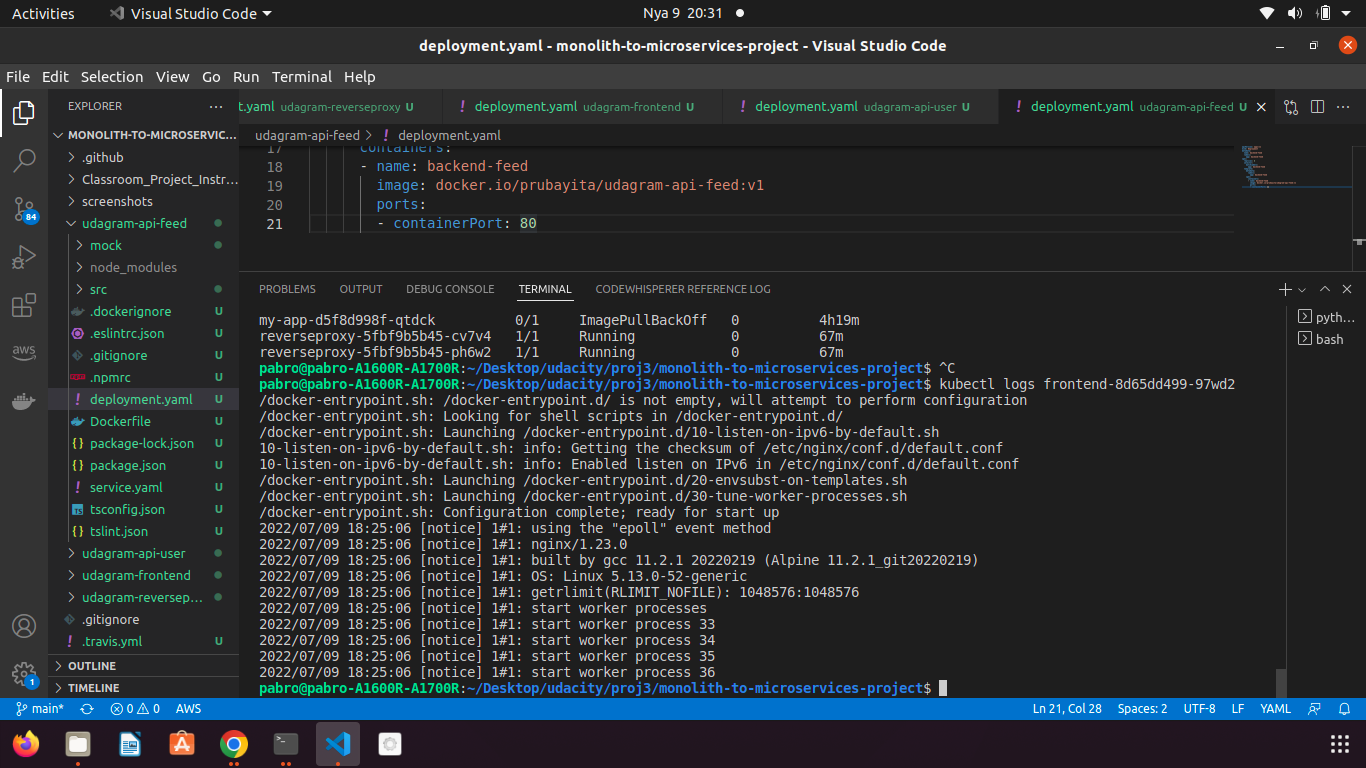 Activities
Visual Studio Code
Nya 9 20:31
deployment.yaml - monolith-to-microservices-project - Visual Studio Code
File Edit Selection View Go Run Terminal Help
EXPLORER
t.yaml udagram-reverseproxy U
! deployment.yaml udagram-frontend U
! deployment.yaml udagram-api-user U
! deployment.yaml udagram-api-feed U
MONOLITH-TO-MICROSERVIC...
.github
Classroom_Project_Instr...
screenshots
udagram-api-feed
mock
node_modules
src
.dockerignore U
.eslintrc.json U
.gitignore U
.npmrc U
! deployment.yaml U
Dockerfile U
package-lock.json U
package.json U
! service.yaml U
tsconfig.json U
tslint.json U
udagram-api-user
udagram-frontend
udagram-reversep...
.gitignore
! .travis.yml U
OUTLINE
TIMELINE
84
aws
1
udagram-api-feed > ! deployment.yaml
17 containers:
18 - name: backend-feed
19 image: docker.io/prubayita/udagram-api-feed:v1
20 ports:
21 - containerPort: 80
PROBLEMS OUTPUT DEBUG CONSOLE TERMINAL CODEWHISPERER REFERENCE LOG
pyth...
bash
my-app-d5f8d998f-qtdck 0/1 ImagePullBackOff 0 4h19m
reverseproxy-5fbf9b5b45-cv7v4 1/1 Running 0 67m
reverseproxy-5fbf9b5b45-ph6w2 1/1 Running 0 67m
pabro@pabro-A1600R-A1700R:~/Desktop/udacity/proj3/monolith-to-microservices-project$ ^C
pabro@pabro-A1600R-A1700R:~/Desktop/udacity/proj3/monolith-to-microservices-project$ kubectl logs frontend-8d65dd499-97wd2
/docker-entrypoint.sh: /docker-entrypoint.d/ is not empty, will attempt to perform configuration
/docker-entrypoint.sh: Looking for shell scripts in /docker-entrypoint.d/
/docker-entrypoint.sh: Launching /docker-entrypoint.d/10-listen-on-ipv6-by-default.sh
10-listen-on-ipv6-by-default.sh: info: Getting the checksum of /etc/nginx/conf.d/default.conf
10-listen-on-ipv6-by-default.sh: info: Enabled listen on IPv6 in /etc/nginx/conf.d/default.conf
/docker-entrypoint.sh: Launching /docker-entrypoint.d/20-envsubst-on-templates.sh
/docker-entrypoint.sh: Launching /docker-entrypoint.d/30-tune-worker-processes.sh
/docker-entrypoint.sh: Configuration complete; ready for start up
2022/07/09 18:25:06 [notice] 1#1: using the "epoll" event method
2022/07/09 18:25:06 [notice] 1#1: nginx/1.23.0
2022/07/09 18:25:06 [notice] 1#1: built by gcc 11.2.1 20220219 (Alpine 11.2.1_git20220219)
2022/07/09 18:25:06 [notice] 1#1: OS: Linux 5.13.0-52-generic
2022/07/09 18:25:06 [notice] 1#1: getrlimit(RLIMIT_NOFILE): 1048576:1048576
2022/07/09 18:25:06 [notice] 1#1: start worker processes
2022/07/09 18:25:06 [notice] 1#1: start worker process 33
2022/07/09 18:25:06 [notice] 1#1: start worker process 34
2022/07/09 18:25:06 [notice] 1#1: start worker process 35
2022/07/09 18:25:06 [notice] 1#1: start worker process 36
pabro@pabro-A1600R-A1700R:~/Desktop/udacity/proj3/monolith-to-microservices-project$
main* 0 0 AWS
Ln 21, Col 28 Spaces: 2 UTF-8 LF YAML